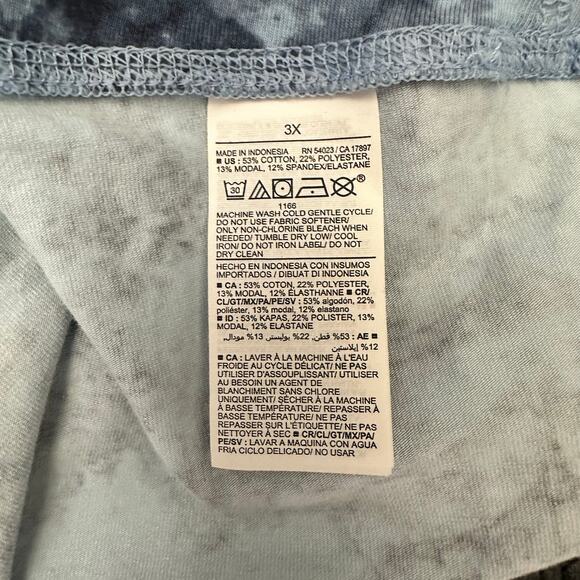 3X
MADE IN INDONESIA RN 54023 / CA 17897
■ US : 53% COTTON, 22% POLYESTER,
13% MODAL, 12% SPANDEX/ELASTANE
30
®
1166
MACHINE WASH COLD GENTLE CYCLE/
DO NOT USE FABRIC SOFTENER/
ONLY NON-CHLORINE BLEACH WHEN
NEEDED/ TUMBLE DRY LOW/ COOL
IRON/ DO NOT IRON LABEL/ DO NOT
DRY CLEAN
HECHO EN INDONESIA CON INSUMOS
IMPORTADOS / DIBUAT DI INDONESIA
■ CA : 53% COTON, 22% POLYESTER,
13% MODAL, 12% ÉLASTHANNE ■ CR/
CL/GT/MX/PA/PE/SV : 53% algodón, 22%
poliéster, 13% modal, 12% elastano
■ ID : 53% KAPAS, 22% POLISTER, 13%
MODAL, 12% ELASTANE
■ AE : 53% قطن, 22% بوليستر, 13% مودال,
12% إيلاستين
■ CA : LAVER À LA MACHINE À L'EAU
FROIDE AU CYCLE DÉLICAT/ NE PAS
UTILISER D'ASSOUPLISSANT/ UTILISER
AU BESOIN UN AGENT DE
BLANCHIMENT SANS CHLORE
UNIQUEMENT/ SÉCHER À LA MACHINE
À BASSE TEMPÉRATURE/ REPASSER À
BASSE TEMPÉRATURE/ NE PAS
REPASSER SUR L'ÉTIQUETTE/ NE PAS
NETTOYER À SEC ■ CR/CL/GT/MX/PA/
PE/SV : LAVAR A MAQUINA CON AGUA
FRIA CICLO DELICADO/ NO USAR